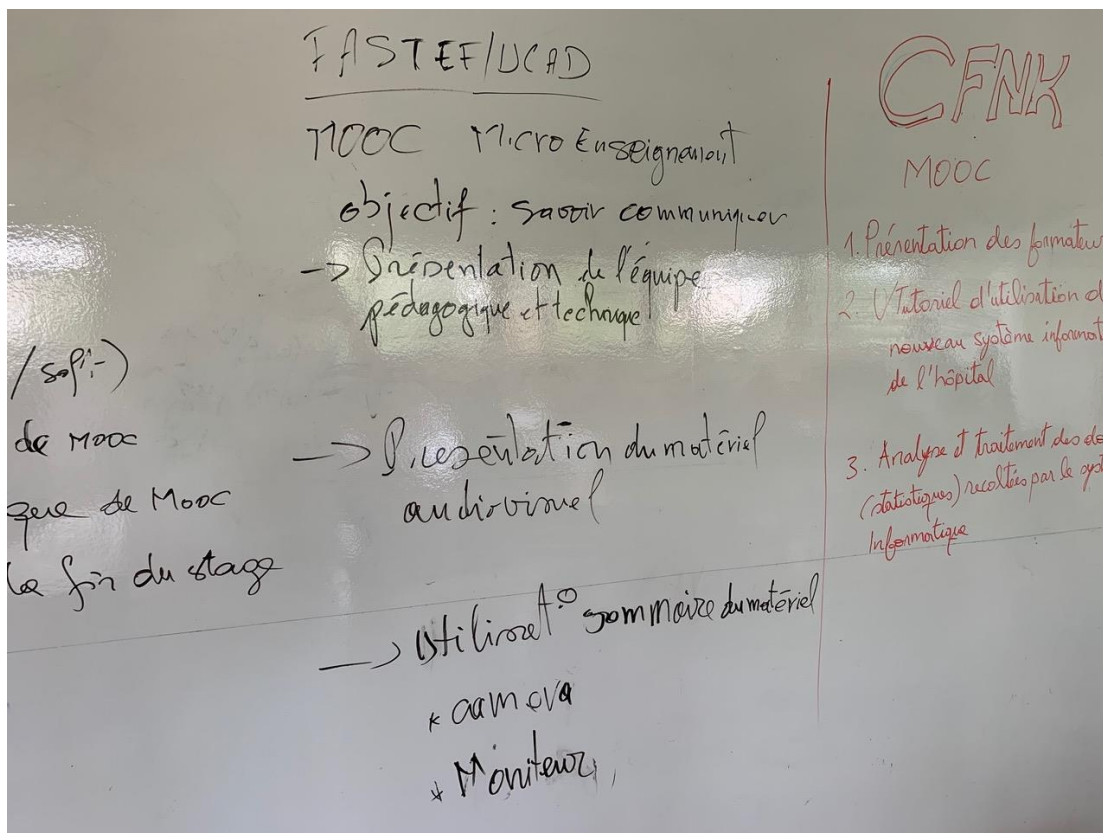 / sofi:-)
de MOOC
que de MOOC
la fin du stage
FASTEF/UCAD
MOOC Micro Enseignement
objectif : savoir communiquer
-> Présentation de l'équipe
pédagogique et technique
-> Présentation du matériel
audiovisuel
-> Utilisat° sommaire du matériel
* camera
* Moniteur
CFNK
MOOC
1. Présentation des formateu
2. Tutoriel d'utilisation d
nouveau système informat
de l'hôpital
3. Analyse et traitement des do
(statistiques) recoltées par le syst
Informatique